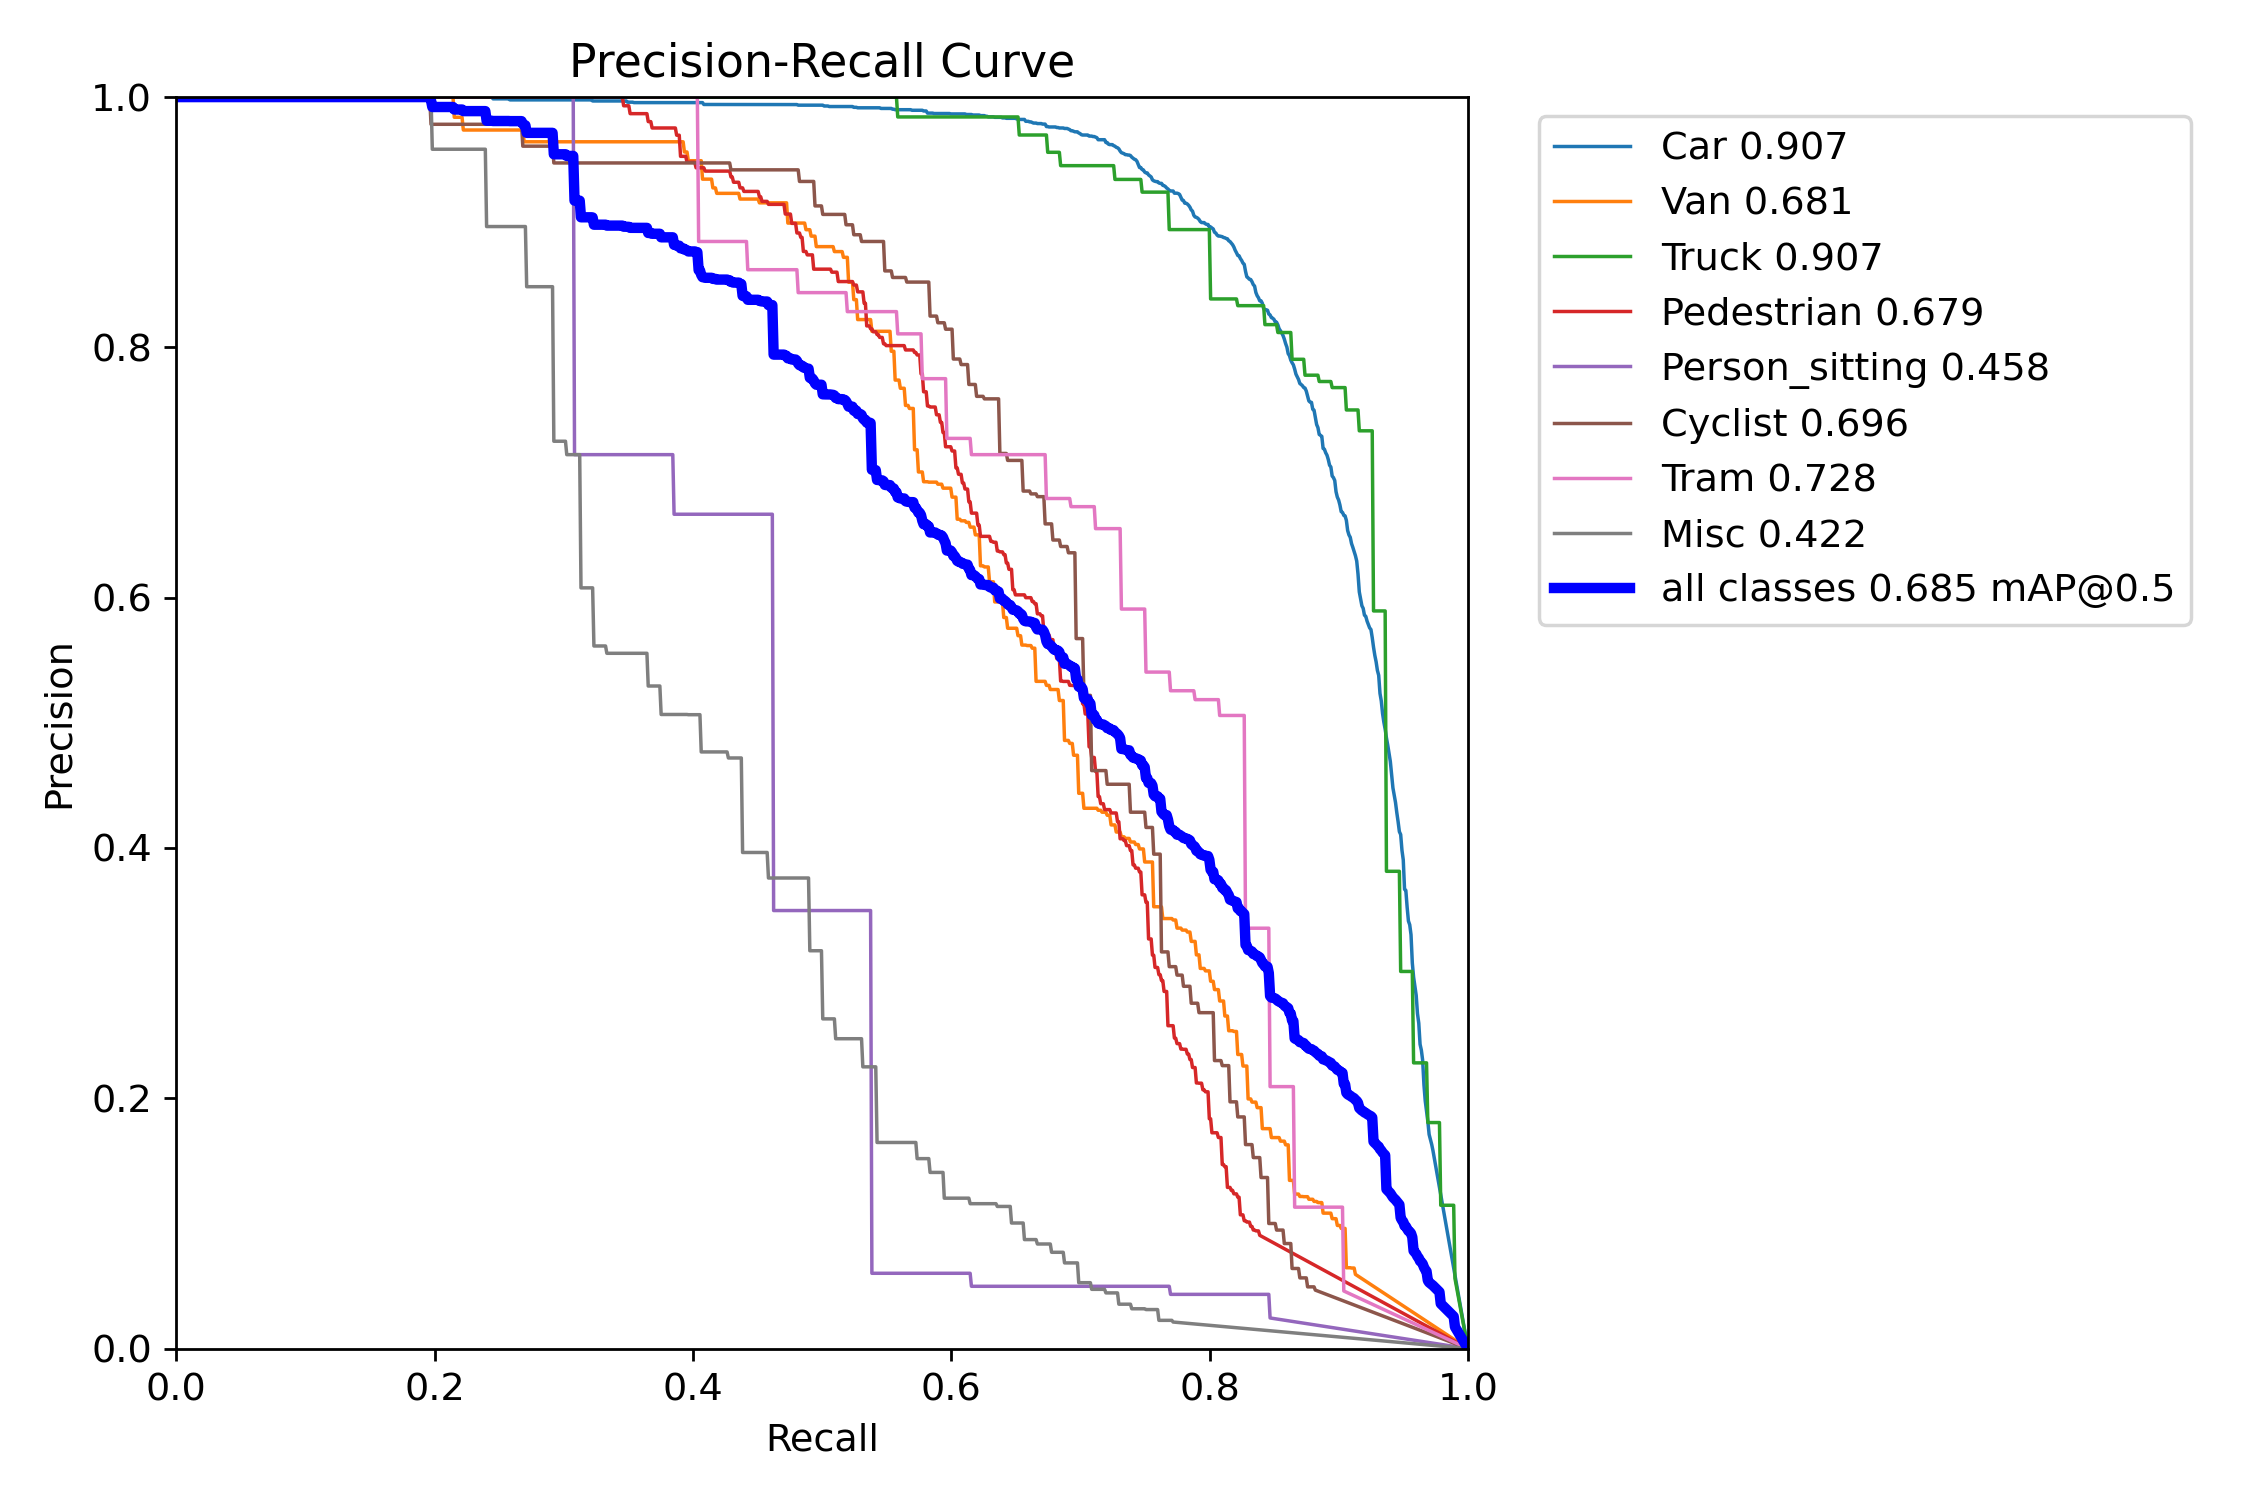 Precision-Recall Curve
1.0
0.8
0.6
0.4
0.2
0.0
Precision
0.0 0.2 0.4 0.6 0.8 1.0
Recall
Car 0.907
Van 0.681
Truck 0.907
Pedestrian 0.679
Person_sitting 0.458
Cyclist 0.696
Tram 0.728
Misc 0.422
all classes 0.685 mAP@0.5